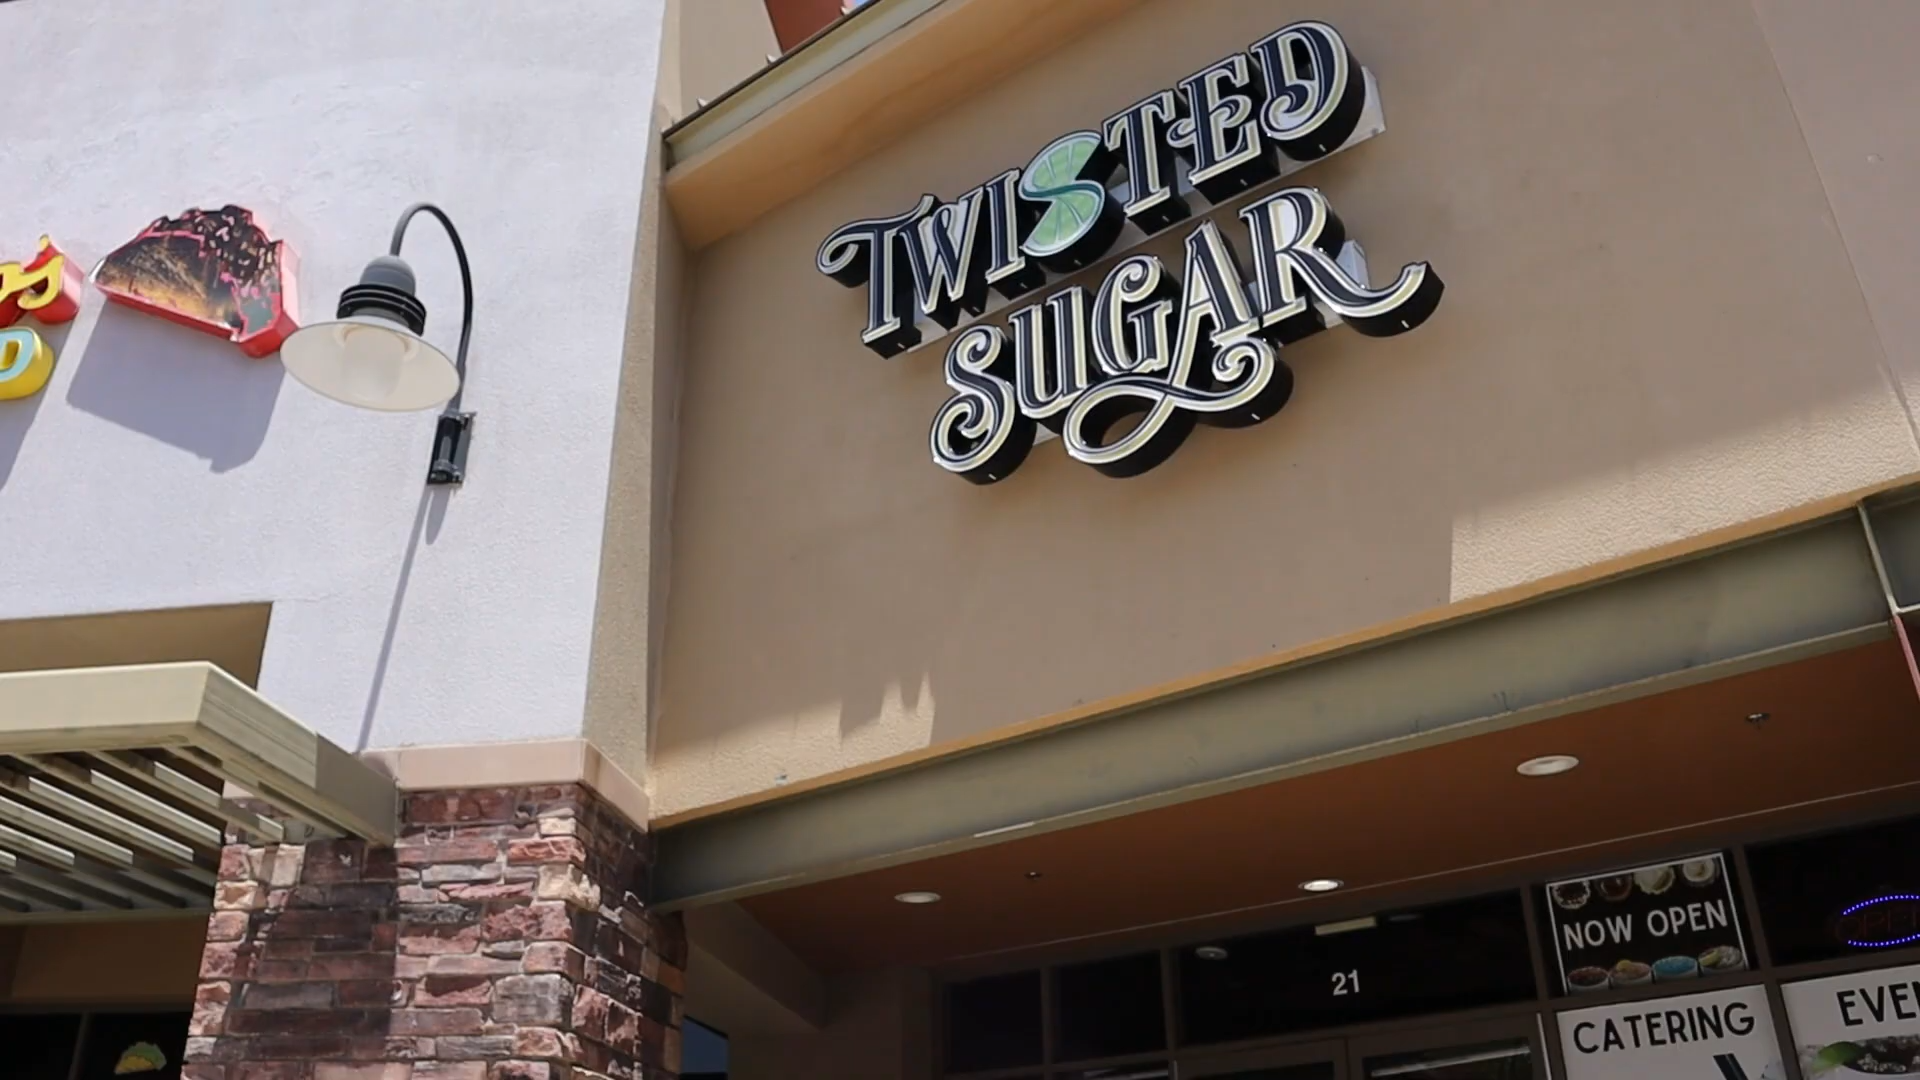 TWISTED
SUGAR
NOW OPEN
21
CATERING